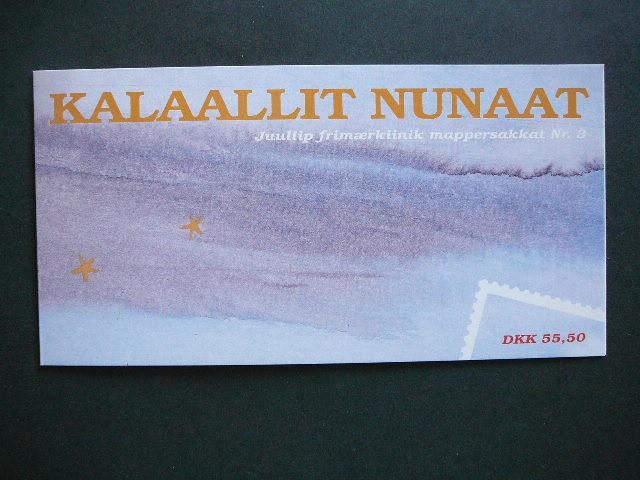 KALAALLIT NUNAAT
Juullip frimærkiinik mappersakkat Nr. 3
DKK 55,50